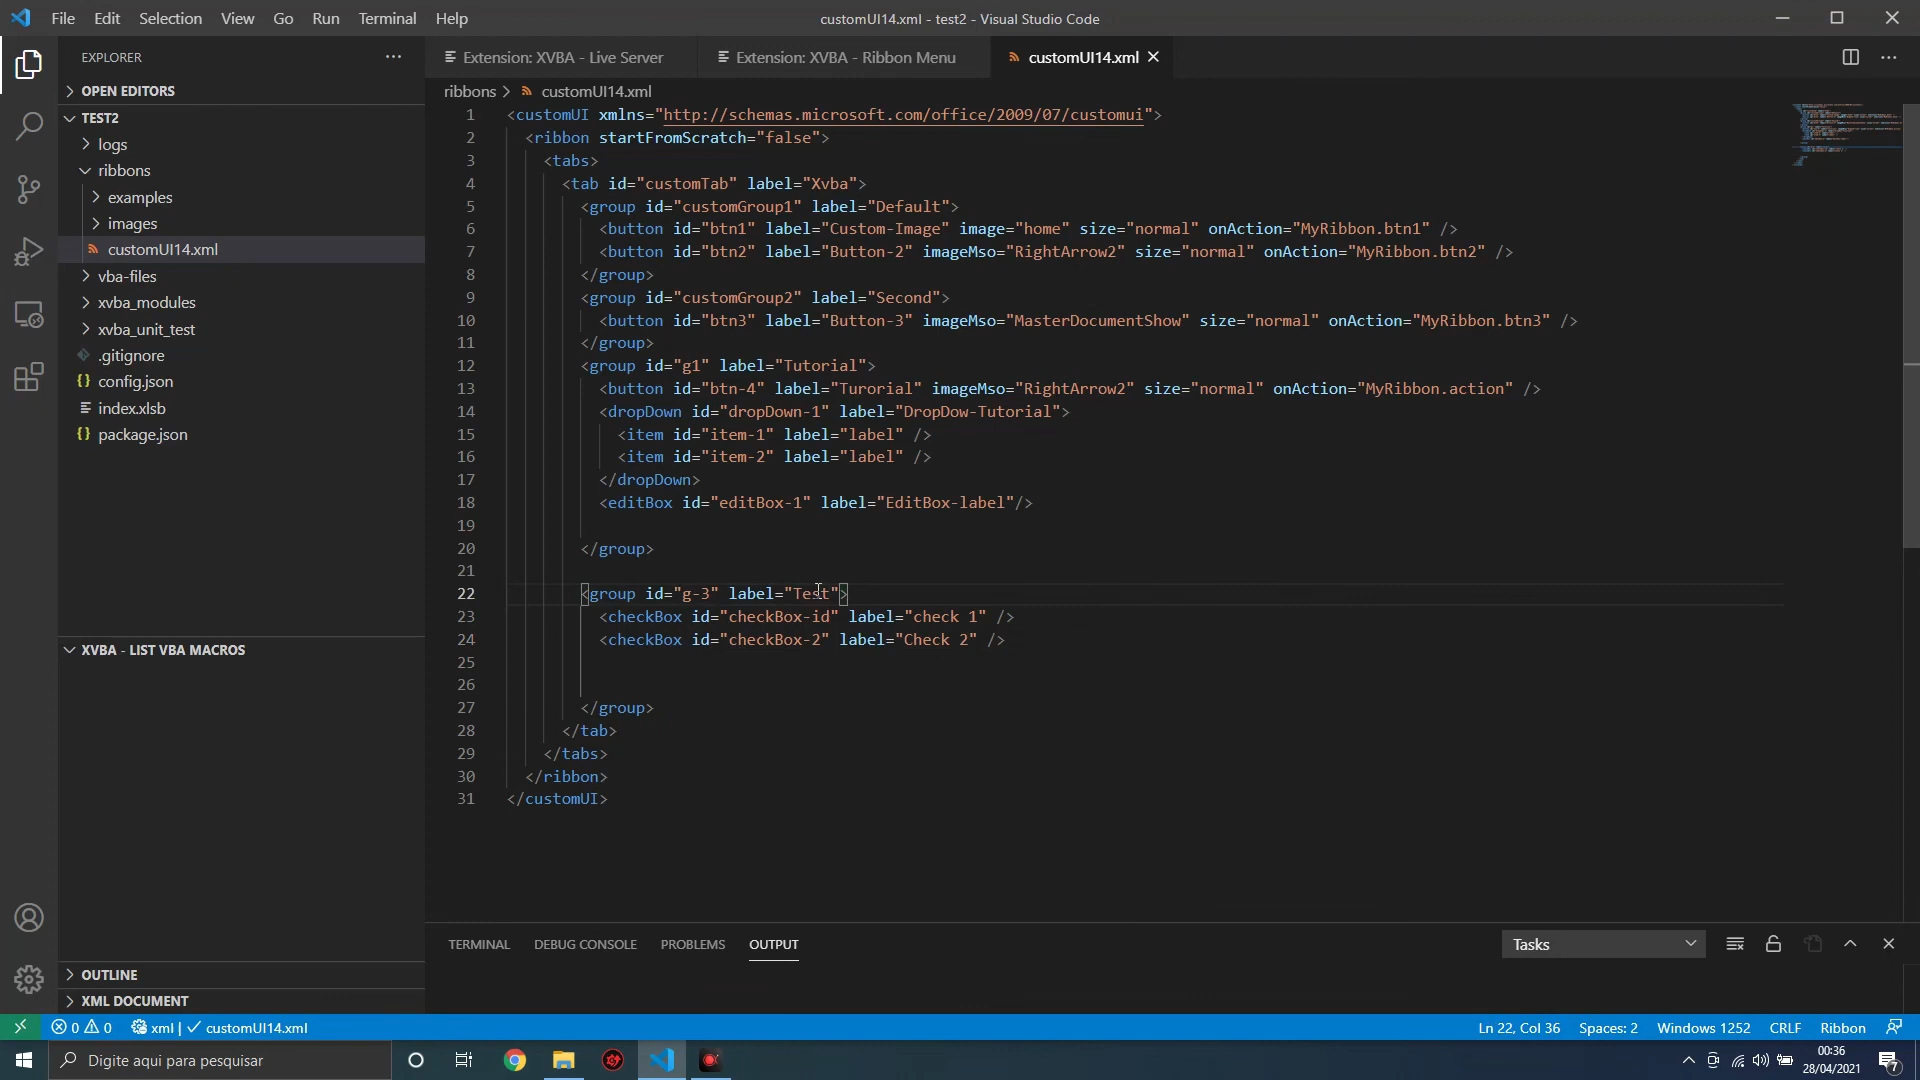 File Edit Selection View Go Run Terminal Help
customUI14.xml - test2 - Visual Studio Code
EXPLORER
Extension: XVBA - Live Server
Extension: XVBA - Ribbon Menu
customUI14.xml
OPEN EDITORS
TEST2
logs
ribbons
examples
images
customUI14.xml
vba-files
xvba_modules
xvba_unit_test
.gitignore
{} config.json
index.xlsb
{} package.json
XVBA - LIST VBA MACROS
OUTLINE
XML DOCUMENT
ribbons > customUI14.xml
1 <customUI xmlns="http://schemas.microsoft.com/office/2009/07/customui">
2 <ribbon startFromScratch="false">
3 <tabs>
4 <tab id="customTab" label="Xvba">
5 <group id="customGroup1" label="Default">
6 <button id="btn1" label="Custom-Image" image="home" size="normal" onAction="MyRibbon.btn1" />
7 <button id="btn2" label="Button-2" imageMso="RightArrow2" size="normal" onAction="MyRibbon.btn2" />
8 </group>
9 <group id="customGroup2" label="Second">
10 <button id="btn3" label="Button-3" imageMso="MasterDocumentShow" size="normal" onAction="MyRibbon.btn3" />
11 </group>
12 <group id="g1" label="Tutorial">
13 <button id="btn-4" label="Turorial" imageMso="RightArrow2" size="normal" onAction="MyRibbon.action" />
14 <dropDown id="dropDown-1" label="DropDow-Tutorial">
15 <item id="item-1" label="label" />
16 <item id="item-2" label="label" />
17 </dropDown>
18 <editBox id="editBox-1" label="EditBox-label"/>
19
20 </group>
21
22 <group id="g-3" label="Test">
23 <checkBox id="checkBox-id" label="check 1" />
24 <checkBox id="checkBox-2" label="Check 2" />
25
26
27 </group>
28 </tab>
29 </tabs>
30 </ribbon>
31 </customUI>
TERMINAL DEBUG CONSOLE PROBLEMS OUTPUT
Tasks
0 0 xml | customUI14.xml
Ln 22, Col 36 Spaces: 2 Windows 1252 CRLF Ribbon
Digite aqui para pesquisar
00:36
28/04/2021
7